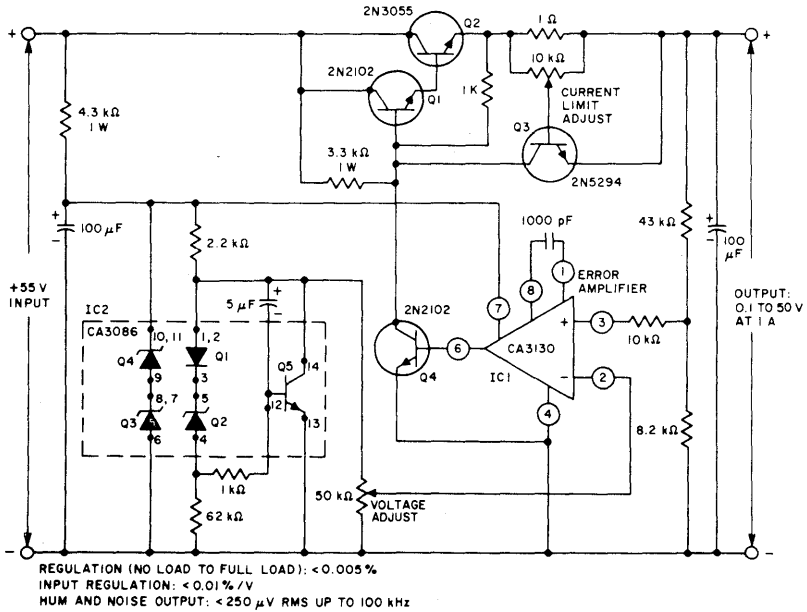 2N3055
Q2
1Ω
+
+
2N2102
10 kΩ
Q1
1 K
CURRENT
LIMIT
ADJUST
4.3 kΩ
1 W
Q3
3.3 kΩ
1 W
2N5294
100 μF
+
-
2.2 kΩ
1000 pF
43 kΩ
+
-
100
μF
+55 V
INPUT
5 μF
+
-
1
8
7
ERROR
AMPLIFIER
OUTPUT:
0.1 TO 50 V
AT 1 A
IC2
CA3086
2N2102
10, 11
1, 2
Q4
Q1
Q5
14
6
CA3130
+
3
10 kΩ
9
3
Q4
IC1
-
2
8, 7
5
12
Q3
Q2
13
4
6
4
8.2 kΩ
1 kΩ
50 kΩ
VOLTAGE
ADJUST
62 kΩ
-
-
REGULATION (NO LOAD TO FULL LOAD): <0.005%
INPUT REGULATION: <0.01%/V
HUM AND NOISE OUTPUT: <250 μV RMS UP TO 100 kHz